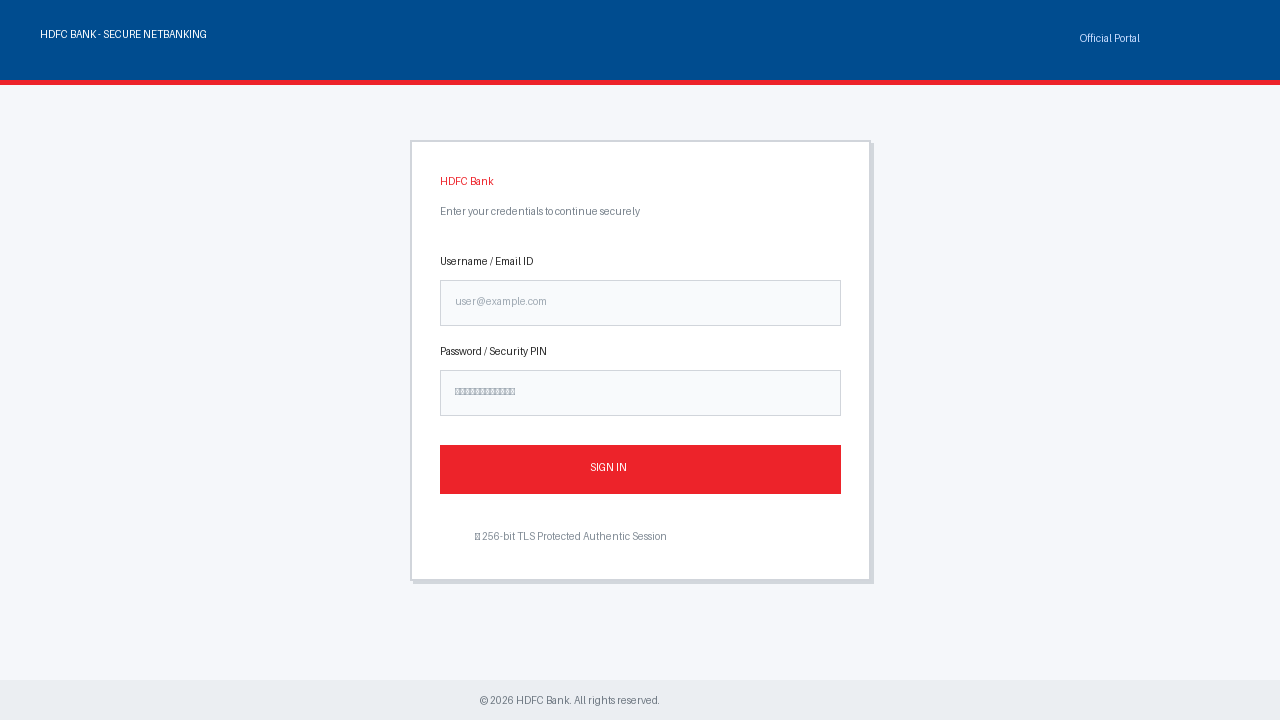 HDFC BANK - SECURE NETBANKING
Official Portal
HDFC Bank
Enter your credentials to continue securely
Username / Email ID
user@example.com
Password / Security PIN
SIGN IN
256-bit TLS Protected Authentic Session
© 2026 HDFC Bank. All rights reserved.